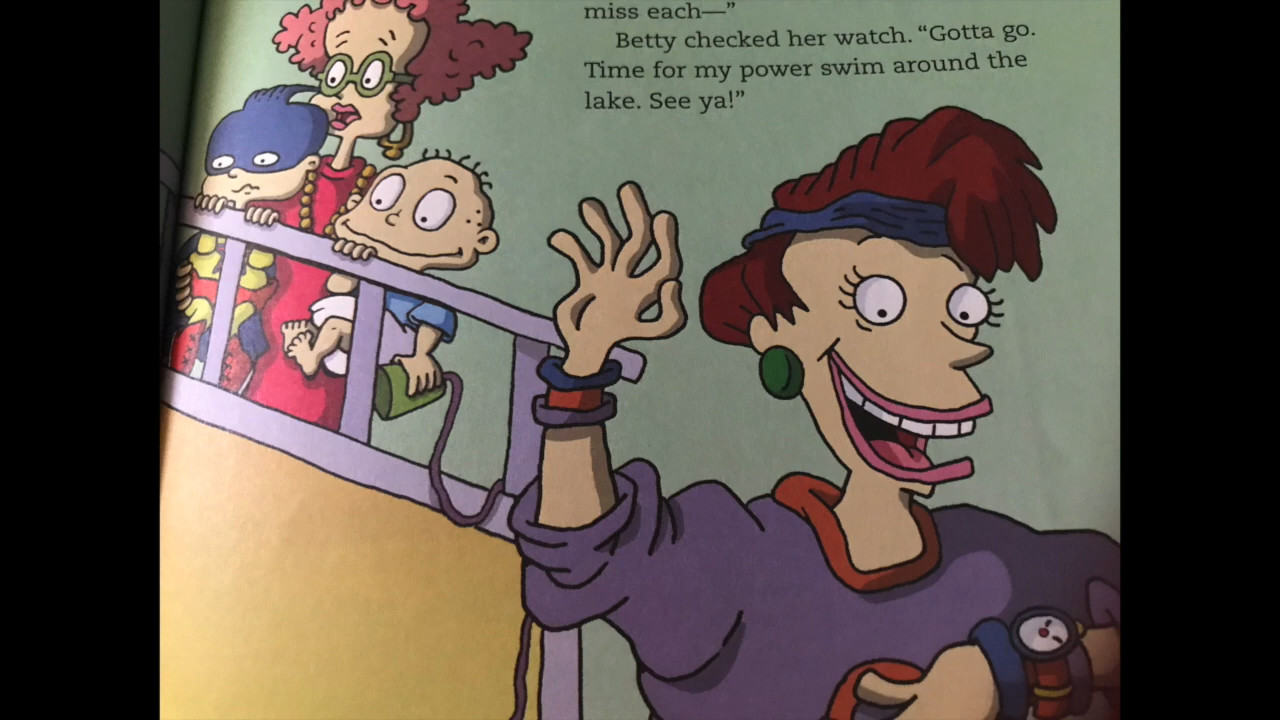 miss each—”
Betty checked her watch. “Gotta go.
Time for my power swim around the
lake. See ya!”